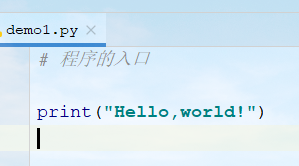 demo1.py
# 程序的入口
print("Hello,world!")